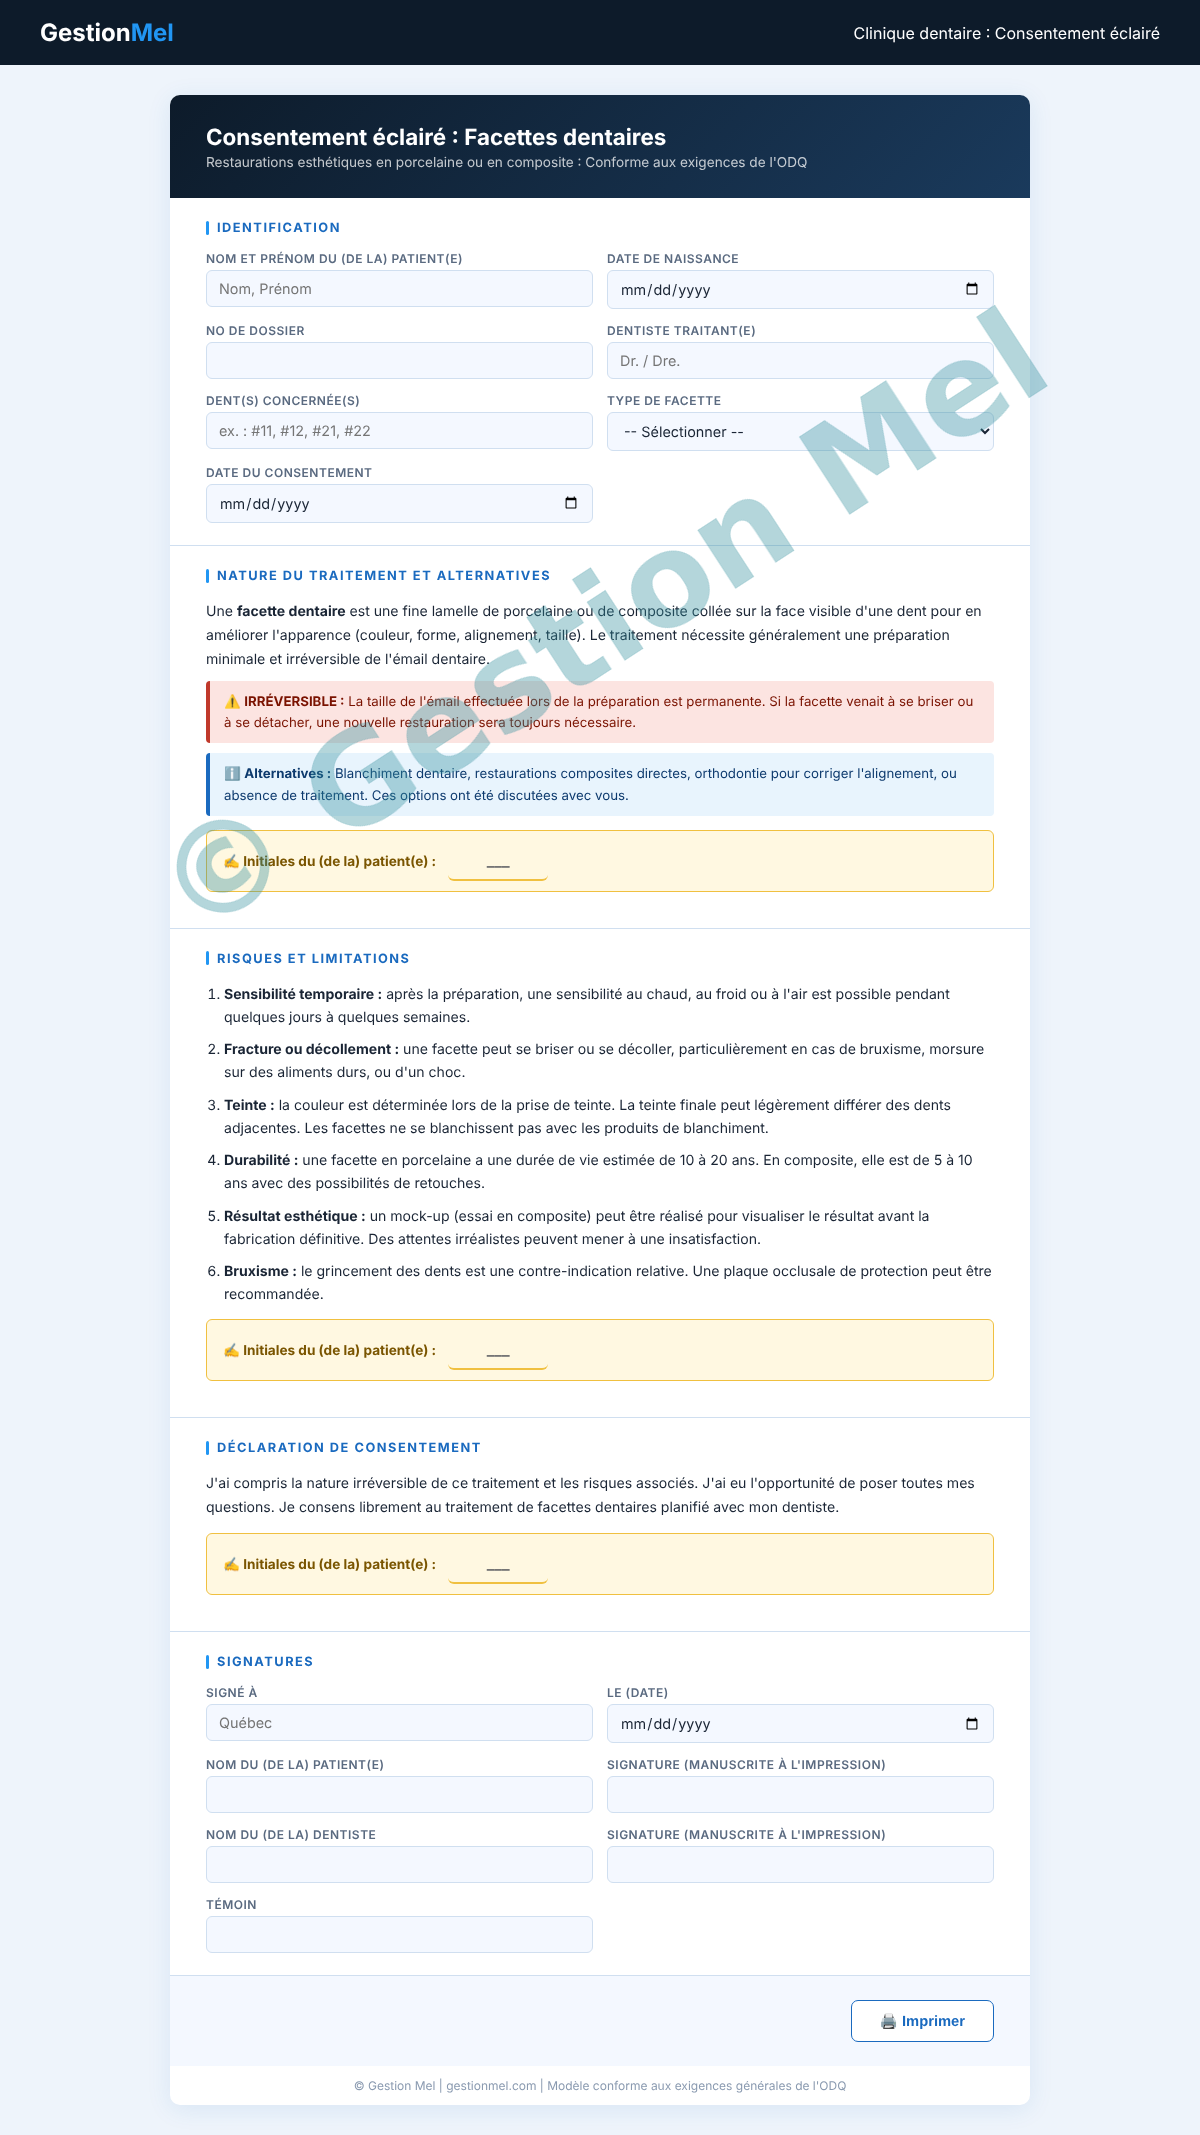 GestionMel
Clinique dentaire : Consentement éclairé
Consentement éclairé : Facettes dentaires
Restaurations esthétiques en porcelaine ou en composite : Conforme aux exigences de l'ODQ
IDENTIFICATION
NOM ET PRÉNOM DU (DE LA) PATIENT(E)
DATE DE NAISSANCE
Nom, Prénom
mm/dd/yyyy
NO DE DOSSIER
DENTISTE TRAITANT(E)
Dr. / Dre.
DENT(S) CONCERNÉE(S)
TYPE DE FACETTE
ex. : #11, #12, #21, #22
-- Sélectionner --
DATE DU CONSENTEMENT
mm/dd/yyyy
NATURE DU TRAITEMENT ET ALTERNATIVES
Une facette dentaire est une fine lamelle de porcelaine ou de composite collée sur la face visible d'une dent pour en
améliorer l'apparence (couleur, forme, alignement, taille). Le traitement nécessite généralement une préparation
minimale et irréversible de l'émail dentaire.
⚠️ IRRÉVERSIBLE : La taille de l'émail effectuée lors de la préparation est permanente. Si la facette venait à se briser ou
à se détacher, une nouvelle restauration sera toujours nécessaire.
ℹ️ Alternatives : Blanchiment dentaire, restaurations composites directes, orthodontie pour corriger l'alignement, ou
absence de traitement. Ces options ont été discutées avec vous.
✍️ Initiales du (de la) patient(e) : ___
© Gestion Mel
RISQUES ET LIMITATIONS
1. Sensibilité temporaire : après la préparation, une sensibilité au chaud, au froid ou à l'air est possible pendant
quelques jours à quelques semaines.
2. Fracture ou décollement : une facette peut se briser ou se décoller, particulièrement en cas de bruxisme, morsure
sur des aliments durs, ou d'un choc.
3. Teinte : la couleur est déterminée lors de la prise de teinte. La teinte finale peut légèrement différer des dents
adjacentes. Les facettes ne se blanchissent pas avec les produits de blanchiment.
4. Durabilité : une facette en porcelaine a une durée de vie estimée de 10 à 20 ans. En composite, elle est de 5 à 10
ans avec des possibilités de retouches.
5. Résultat esthétique : un mock-up (essai en composite) peut être réalisé pour visualiser le résultat avant la
fabrication définitive. Des attentes irréalistes peuvent mener à une insatisfaction.
6. Bruxisme : le grincement des dents est une contre-indication relative. Une plaque occlusale de protection peut être
recommandée.
✍️ Initiales du (de la) patient(e) : ___
DÉCLARATION DE CONSENTEMENT
J'ai compris la nature irréversible de ce traitement et les risques associés. J'ai eu l'opportunité de poser toutes mes
questions. Je consens librement au traitement de facettes dentaires planifié avec mon dentiste.
✍️ Initiales du (de la) patient(e) : ___
SIGNATURES
SIGNÉ À
LE (DATE)
Québec
mm/dd/yyyy
NOM DU (DE LA) PATIENT(E)
SIGNATURE (MANUSCRITE À L'IMPRESSION)
NOM DU (DE LA) DENTISTE
SIGNATURE (MANUSCRITE À L'IMPRESSION)
TÉMOIN
🖨️ Imprimer
© Gestion Mel | gestionmel.com | Modèle conforme aux exigences générales de l'ODQ